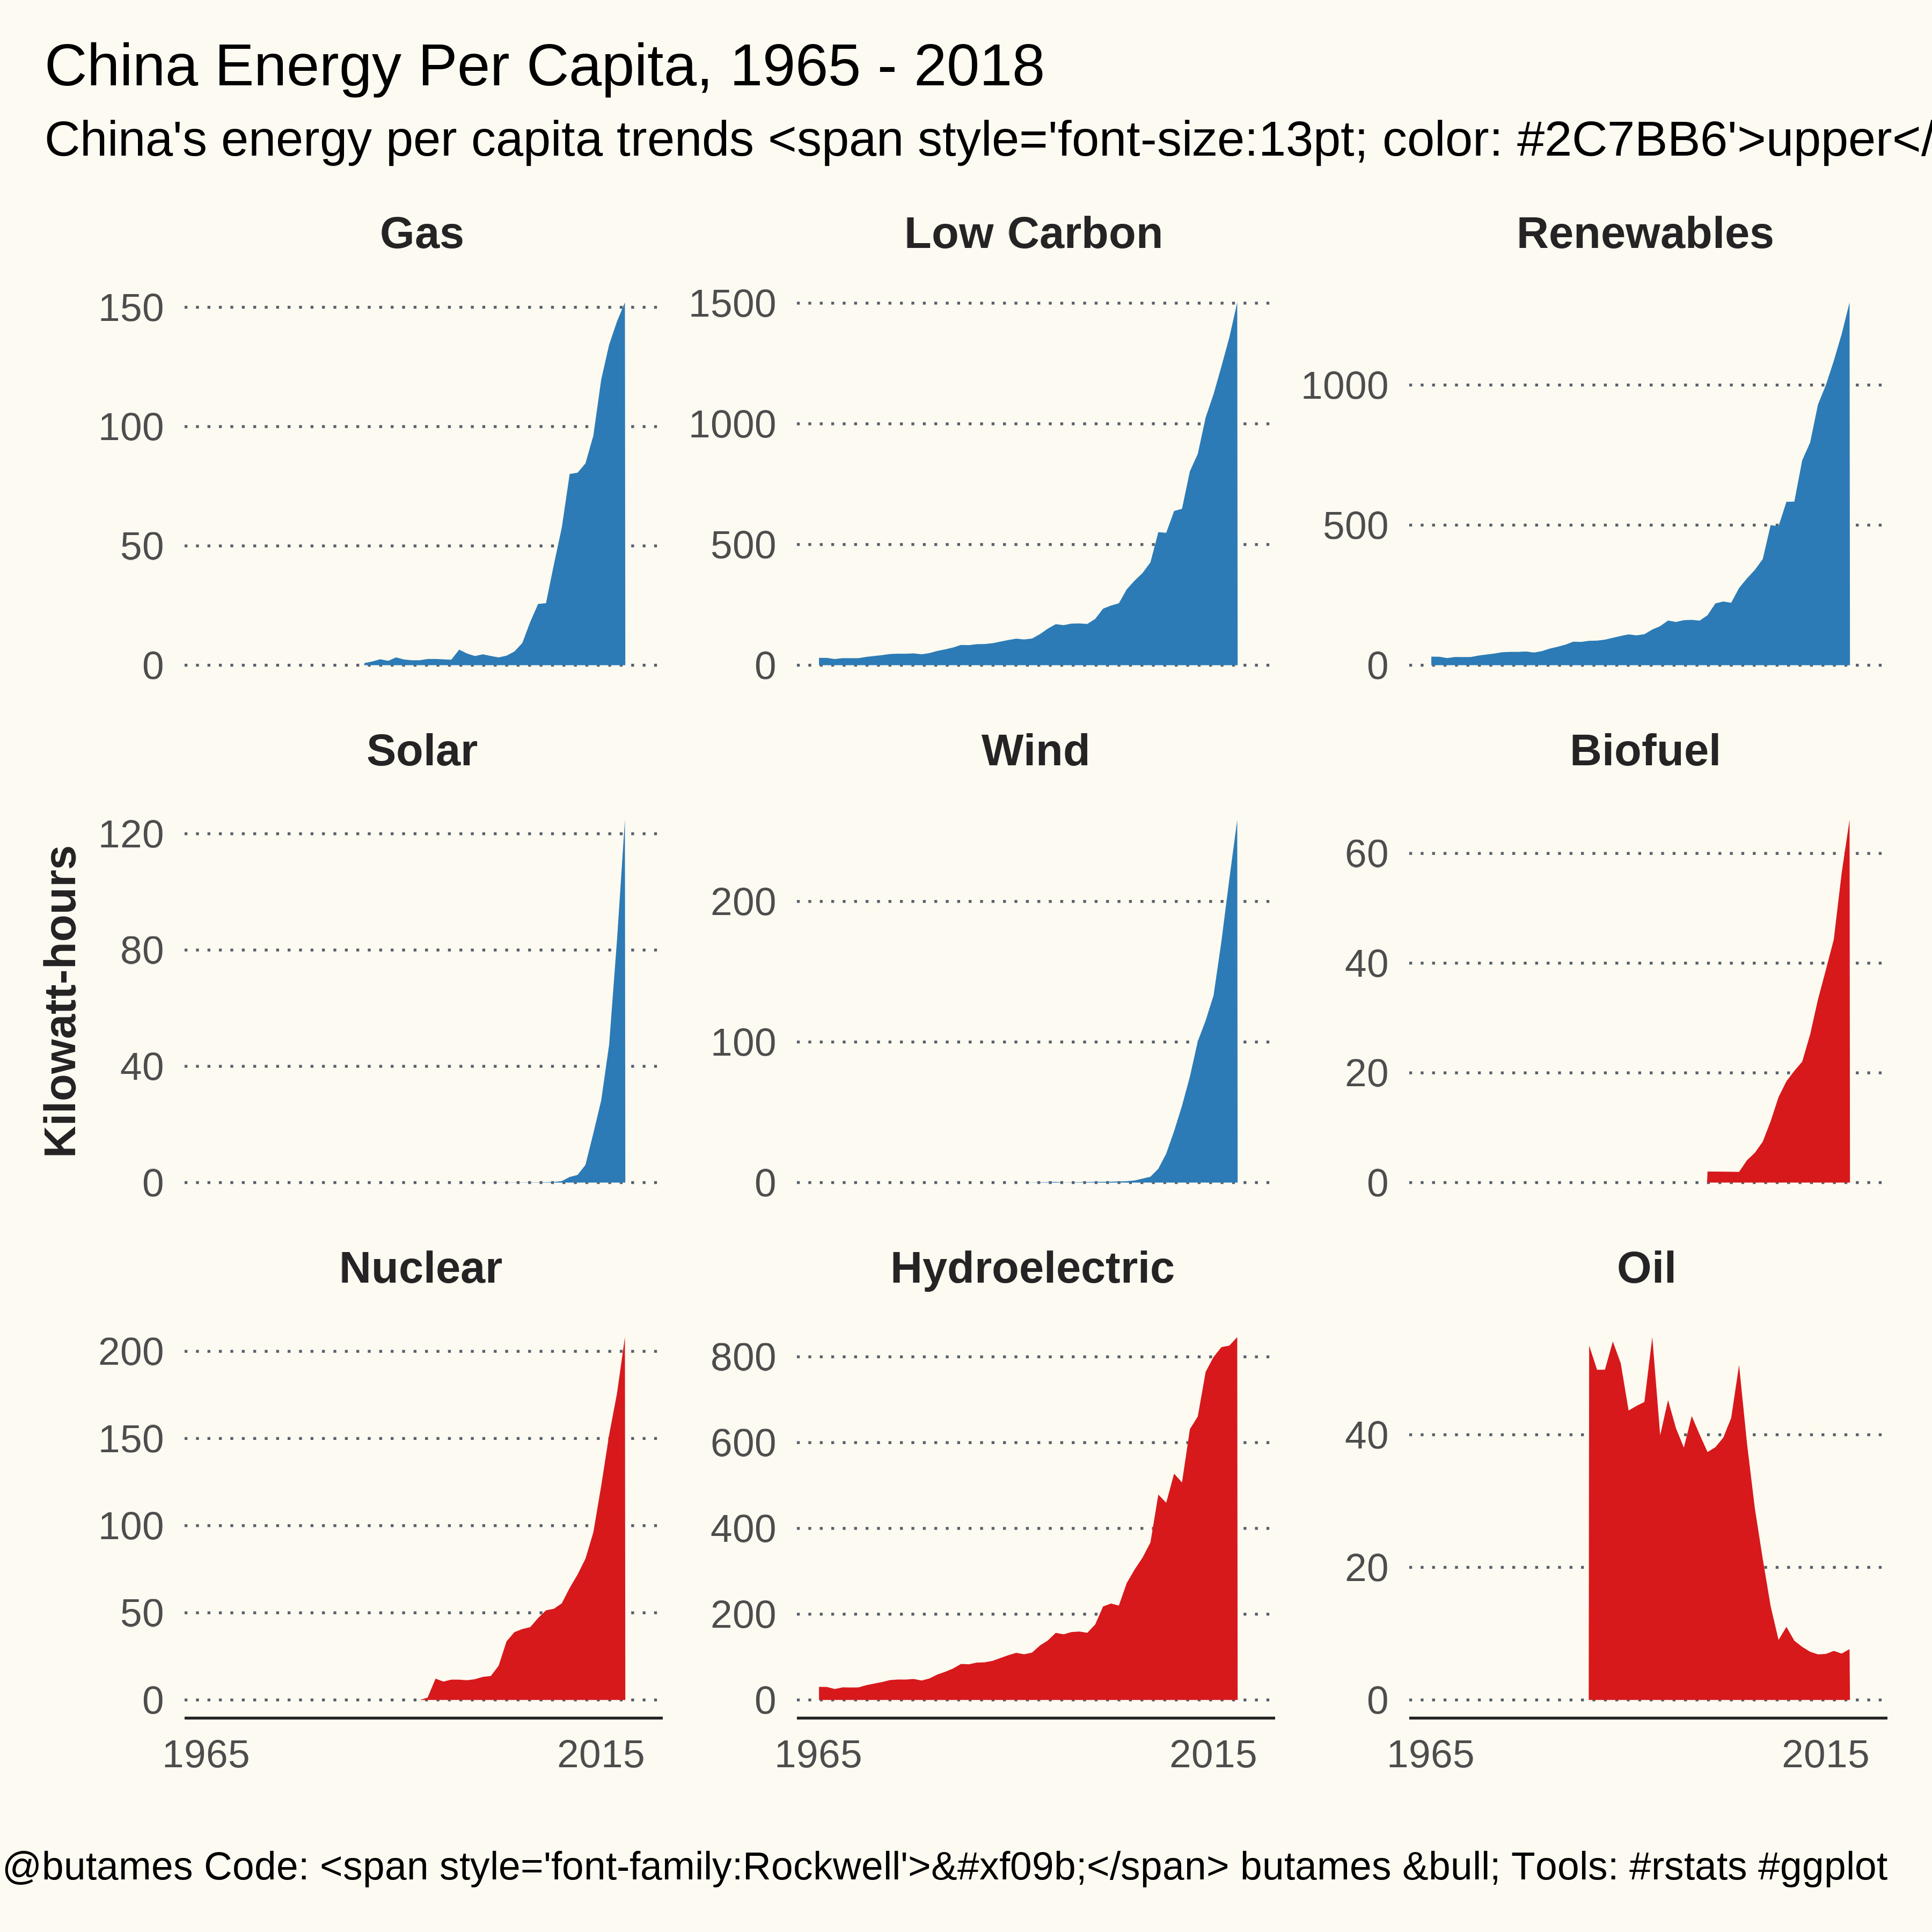 China Energy Per Capita, 1965 - 2018
China's energy per capita trends <span style='font-size:13pt; color: #2C7BB6'>upper</
Gas
Low Carbon
Renewables
150
100
50
0
1500
1000
500
0
1000
500
0
Solar
Wind
Biofuel
Kilowatt-hours
120
80
40
0
200
100
0
60
40
20
0
Nuclear
Hydroelectric
Oil
200
150
100
50
0
800
600
400
200
0
40
20
0
1965 2015
1965 2015
1965 2015
@butames Code: <span style='font-family:Rockwell'>&#xf09b;</span> butames &bull; Tools: #rstats #ggplot